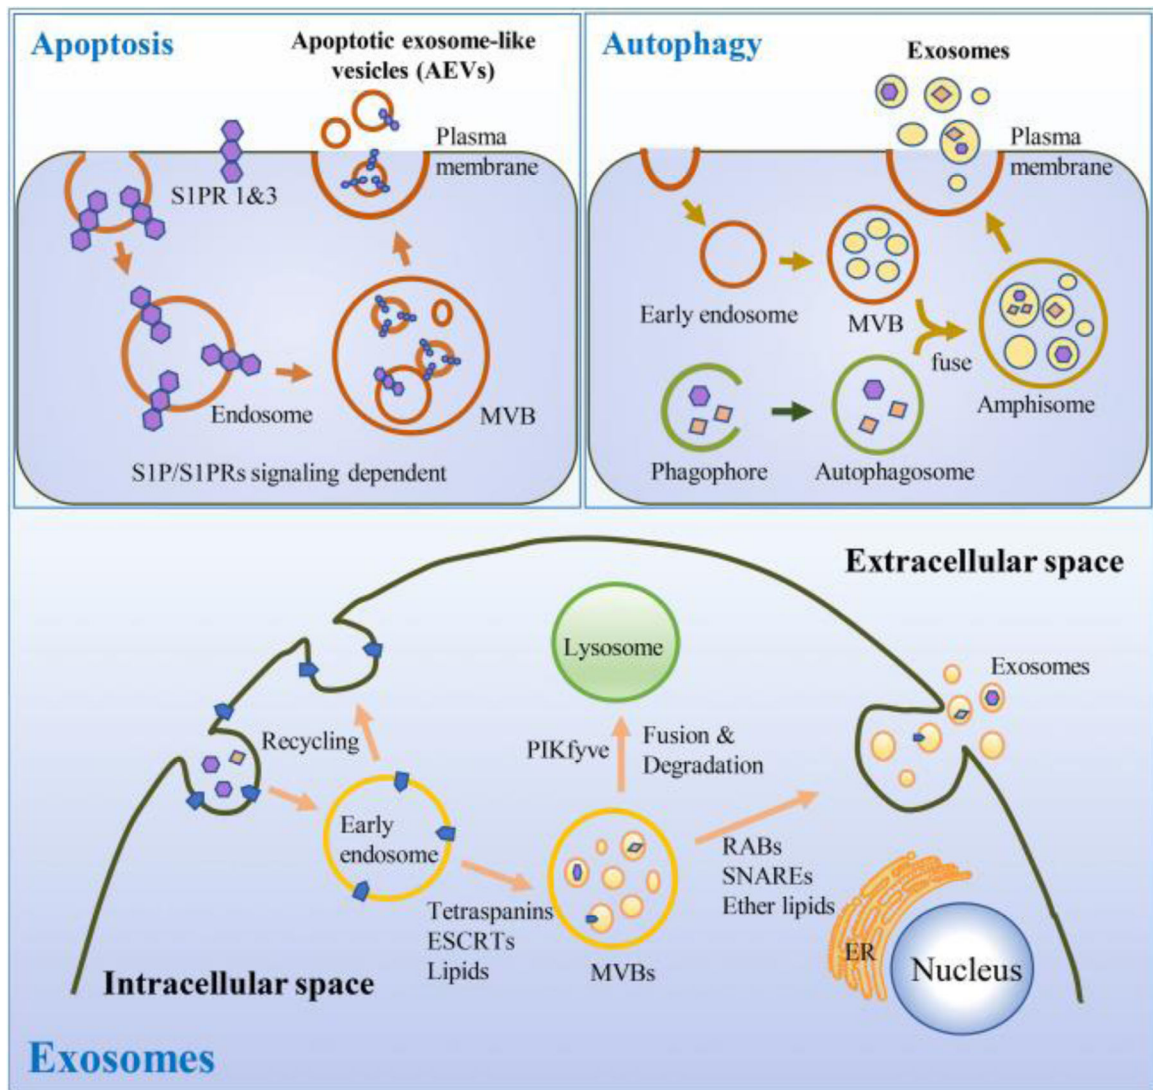 Apoptosis
Apoptotic exosome-like
vesicles (AEVs)
Plasma
membrane
S1PR 1&3
Endosome
MVB
S1P/S1PRs signaling dependent
Autophagy
Exosomes
Plasma
membrane
Early endosome
MVB
fuse
Amphisome
Phagophore
Autophagosome
Extracellular space
Lysosome
Exosomes
Recycling
PIKfyve
Fusion &
Degradation
Early
endosome
RABs
SNAREs
Ether lipids
Tetraspanins
ESCRTs
Lipids
MVBs
ER
Nucleus
Intracellular space
Exosomes